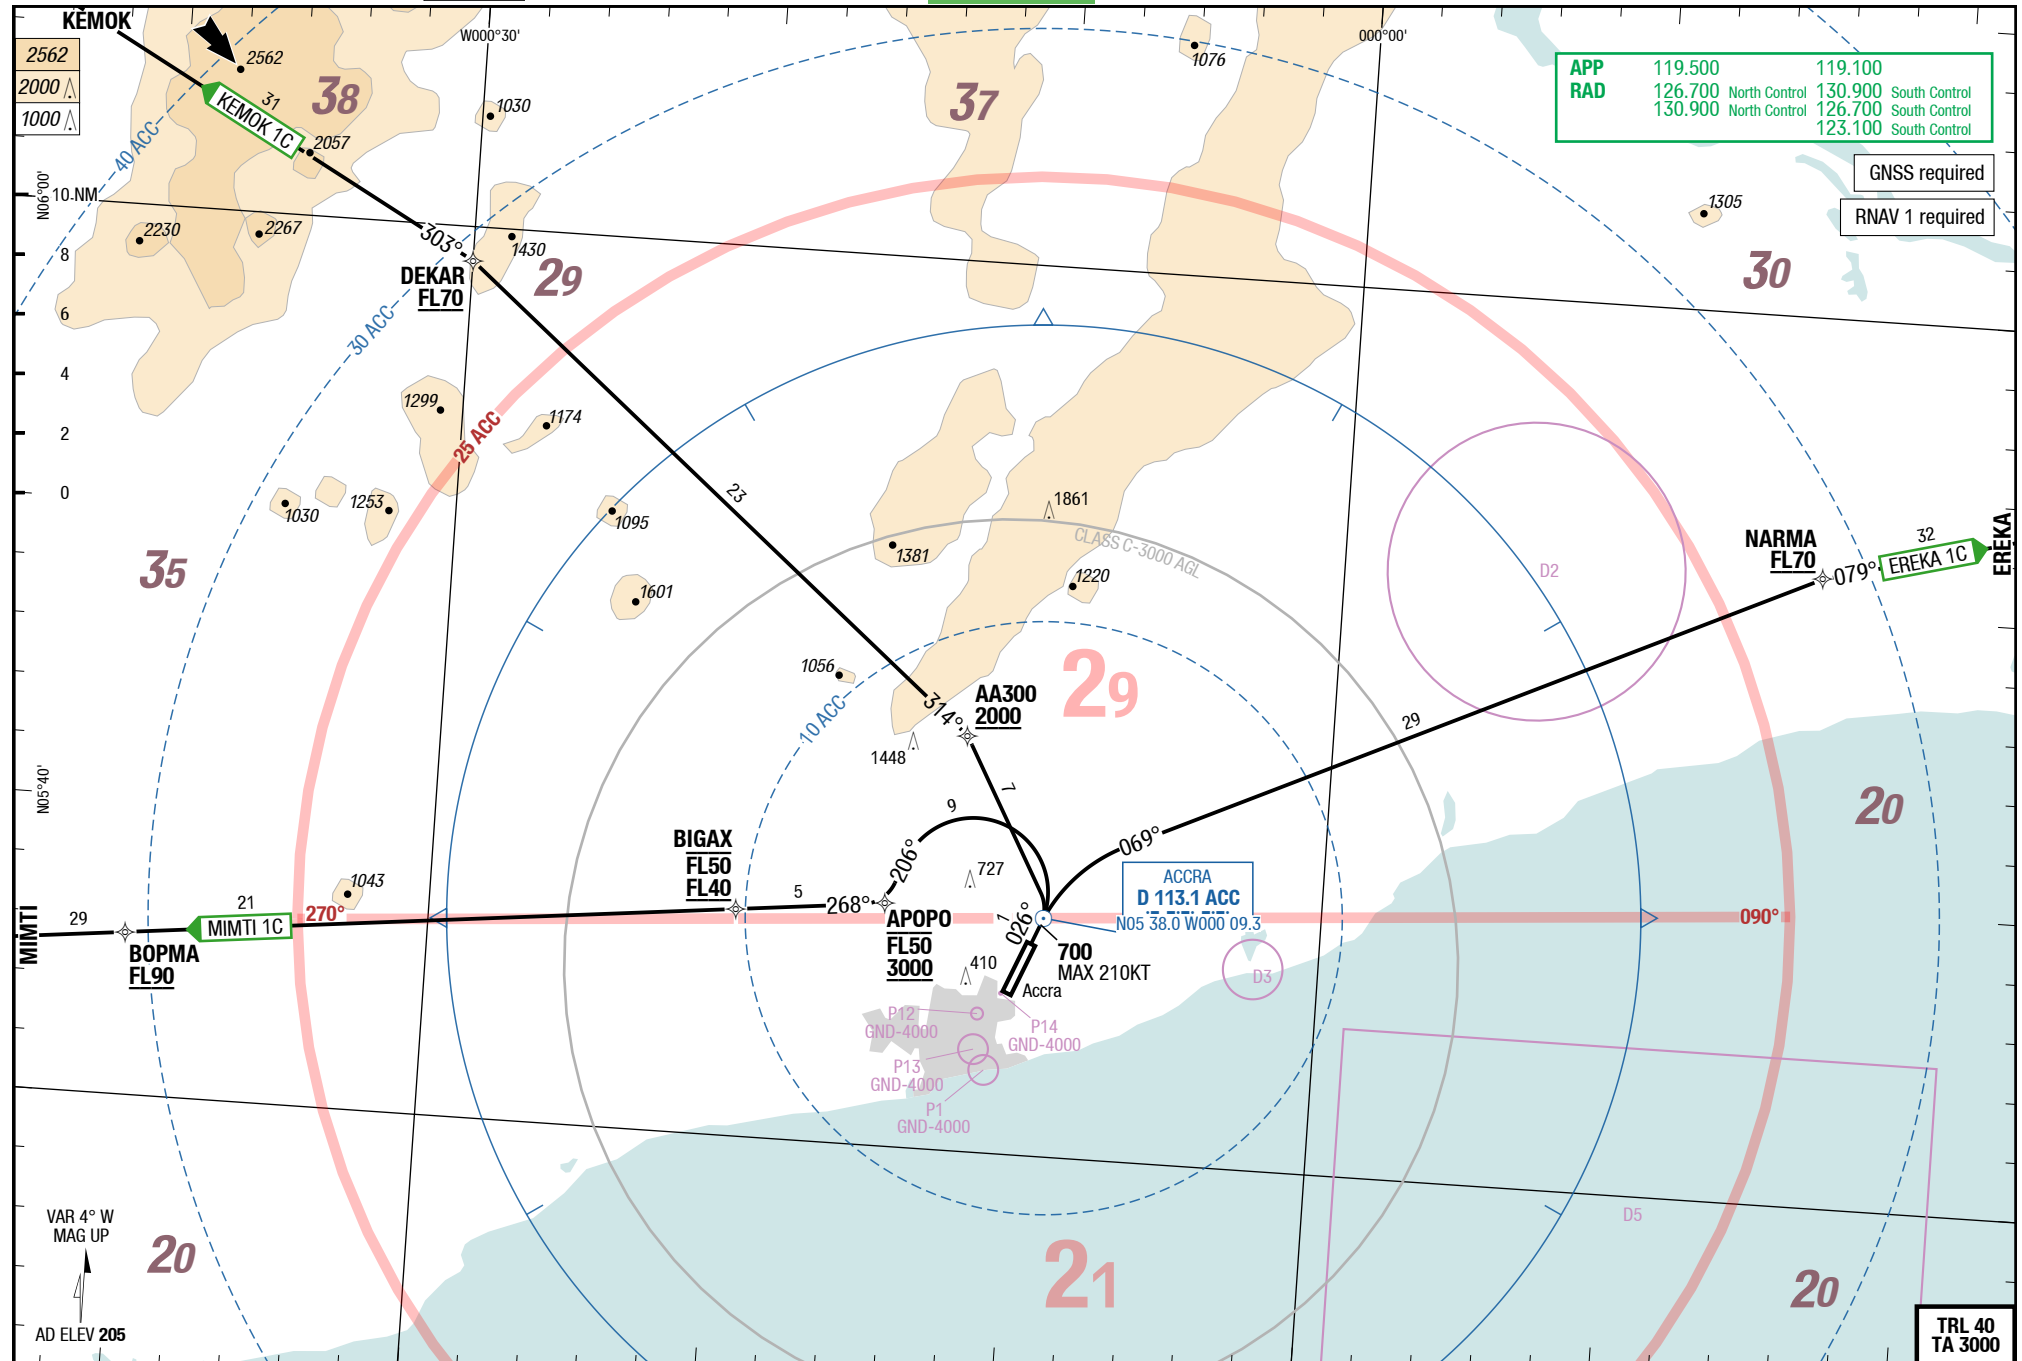 KEMOK
W000°30'
000°00'
2562
2000
1000
2562
38
31
KEMOK 1C
2057
1030
37
1076
APP 119.500 119.100
RAD 126.700 North Control 130.900 South Control
130.900 North Control 126.700 South Control
123.100 South Control
GNSS required
RNAV 1 required
40 ACC
N06°00'
10 NM
8
6
4
2
0
2230
2267
303°
1430
29
DEKAR
FL70
1305
30
30 ACC
1299
1174
25 ACC
23
1030
1253
1095
1861
CLASS C-3000 AGL
1381
1220
1601
35
D2
NARMA
FL70
079°
32
EREKA 1C
EREKA
1056
10 ACC
314°
AA300
2000
29
1448
29
N05°40'
7
9
206°
069°
20
BIGAX
FL50
FL40
5
268°
727
ACCRA
D 113.1 ACC
N05 38.0 W000 09.3
1043
MIMTI
29
21
MIMTI 1C
270°
090°
BOPMA
FL90
APOPO
FL50
3000
1
026°
700
MAX 210KT
410
Accra
D3
P12
GND-4000
P14
GND-4000
P13
GND-4000
P1
GND-4000
D5
VAR 4° W
MAG UP
20
21
20
AD ELEV 205
TRL 40
TA 3000